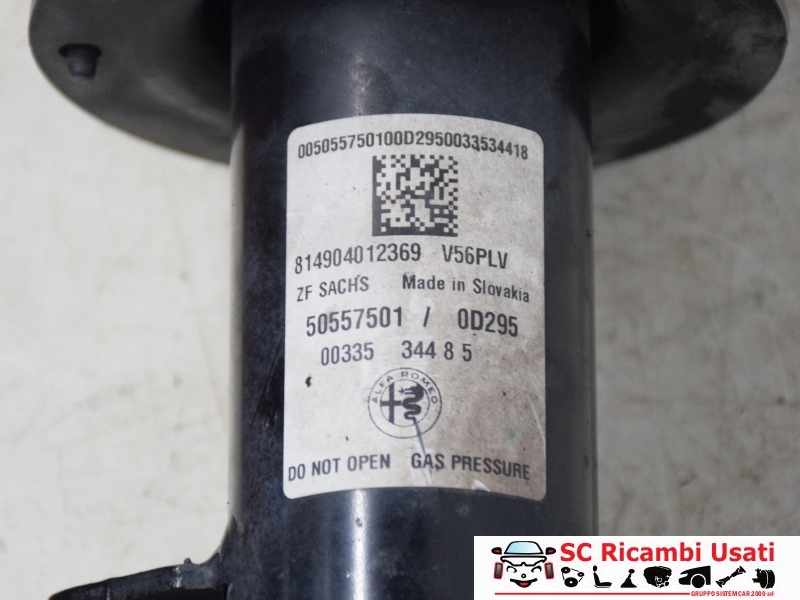 005055750100D2950033534418
814904012369 V56PLV
ZF SACHS Made in Slovakia
50557501 / 0D295
00335 344 8 5
ALFA ROMEO
DO NOT OPEN GAS PRESSURE
SC Ricambi Usati
GRUPPO SISTEMCAR 2000 srl